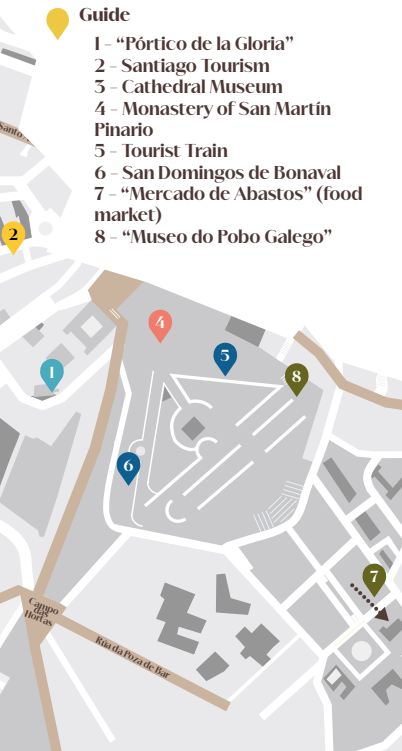 Guide
1 - “Pórtico de la Gloria”
2 - Santiago Tourism
3 - Cathedral Museum
4 - Monastery of San Martín
Pinario
5 - Tourist Train
6 - San Domingos de Bonaval
7 - “Mercado de Abastos” (food
market)
8 - “Museo do Pobo Galego”
Santo
2
4
5
1
8
6
7
Campo
das
Hortas
Rúa da Poza de Bar